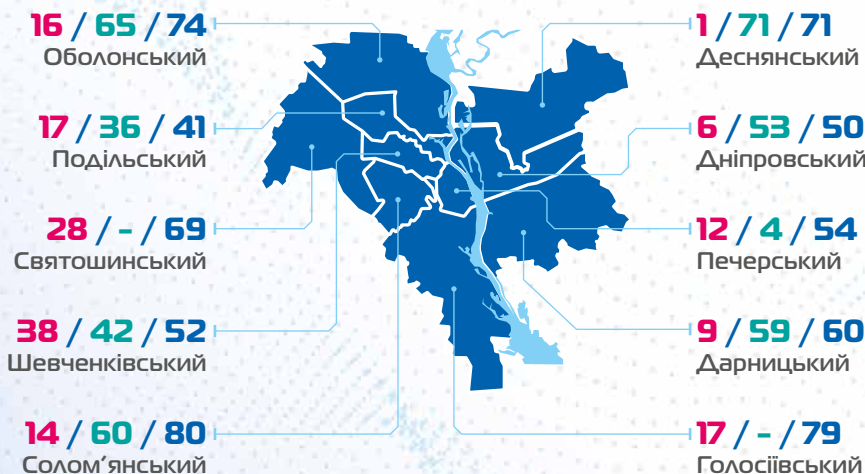 16 / 65 / 74
Оболонський
17 / 36 / 41
Подільський
28 / - / 69
Святошинський
38 / 42 / 52
Шевченківський
14 / 60 / 80
Солом’янський
1 / 71 / 71
Деснянський
6 / 53 / 50
Дніпровський
12 / 4 / 54
Печерський
9 / 59 / 60
Дарницький
17 / - / 79
Голосіївський